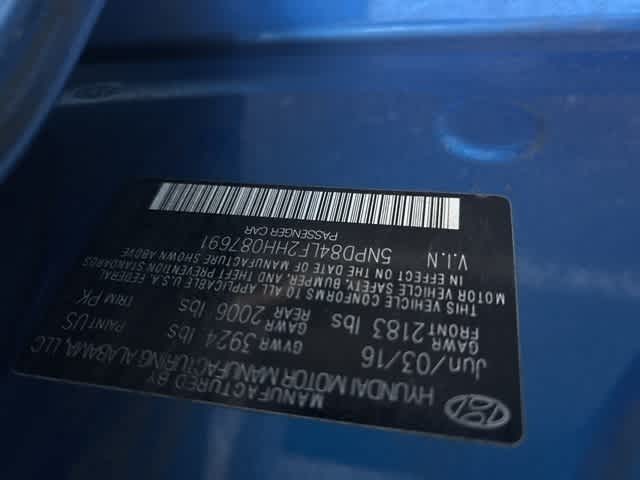 MANUFACTURED BY
HYUNDAI MOTOR MANUFACTURING ALABAMA, LLC
Jun/03/16 GVWR 3924 lbs PAINT US
GAWR FRONT 2183 lbs GAWR REAR 2006 lbs TRIM PK
THIS VEHICLE CONFORMS TO ALL APPLICABLE U.S.A. FEDERAL
MOTOR VEHICLE SAFETY, BUMPER, AND THEFT PREVENTION STANDARDS
IN EFFECT ON THE DATE OF MANUFACTURE SHOWN ABOVE
V.I.N 5NPD84LF2HH087691
PASSENGER CAR